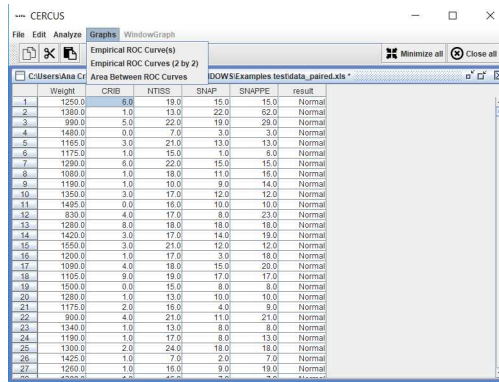 CERCUS
File Edit Analyze Graphs WindowGraph
Empirical ROC Curve(s)
Empirical ROC Curves (2 by 2)
Area Between ROC Curves
Minimize all Close all
C:\Users\Ana Cr DOWS\Examples test\data_paired.xls *
Weight CRIB NTISS SNAP SNAPPE result
1 1250.0 6.0 19.0 15.0 15.0 Normal
2 1380.0 1.0 13.0 22.0 62.0 Normal
3 990.0 5.0 22.0 19.0 29.0 Normal
4 1480.0 0.0 7.0 3.0 3.0 Normal
5 1165.0 3.0 21.0 13.0 13.0 Normal
6 1175.0 1.0 15.0 1.0 6.0 Normal
7 1290.0 6.0 22.0 15.0 15.0 Normal
8 1080.0 1.0 18.0 11.0 16.0 Normal
9 1190.0 1.0 10.0 9.0 14.0 Normal
10 1350.0 3.0 17.0 12.0 12.0 Normal
11 1495.0 0.0 16.0 10.0 10.0 Normal
12 830.0 4.0 17.0 8.0 23.0 Normal
13 1280.0 8.0 18.0 18.0 18.0 Normal
14 1420.0 3.0 17.0 14.0 19.0 Normal
15 1550.0 3.0 21.0 12.0 12.0 Normal
16 1200.0 1.0 17.0 3.0 18.0 Normal
17 1090.0 4.0 18.0 15.0 20.0 Normal
18 1105.0 9.0 19.0 17.0 17.0 Normal
19 1500.0 0.0 15.0 8.0 8.0 Normal
20 1280.0 1.0 13.0 10.0 10.0 Normal
21 1175.0 2.0 16.0 4.0 9.0 Normal
22 900.0 4.0 21.0 11.0 21.0 Normal
23 1340.0 1.0 13.0 8.0 8.0 Normal
24 1190.0 1.0 17.0 8.0 13.0 Normal
25 1300.0 2.0 24.0 18.0 18.0 Normal
26 1425.0 1.0 7.0 2.0 7.0 Normal
27 1260.0 1.0 16.0 9.0 19.0 Normal